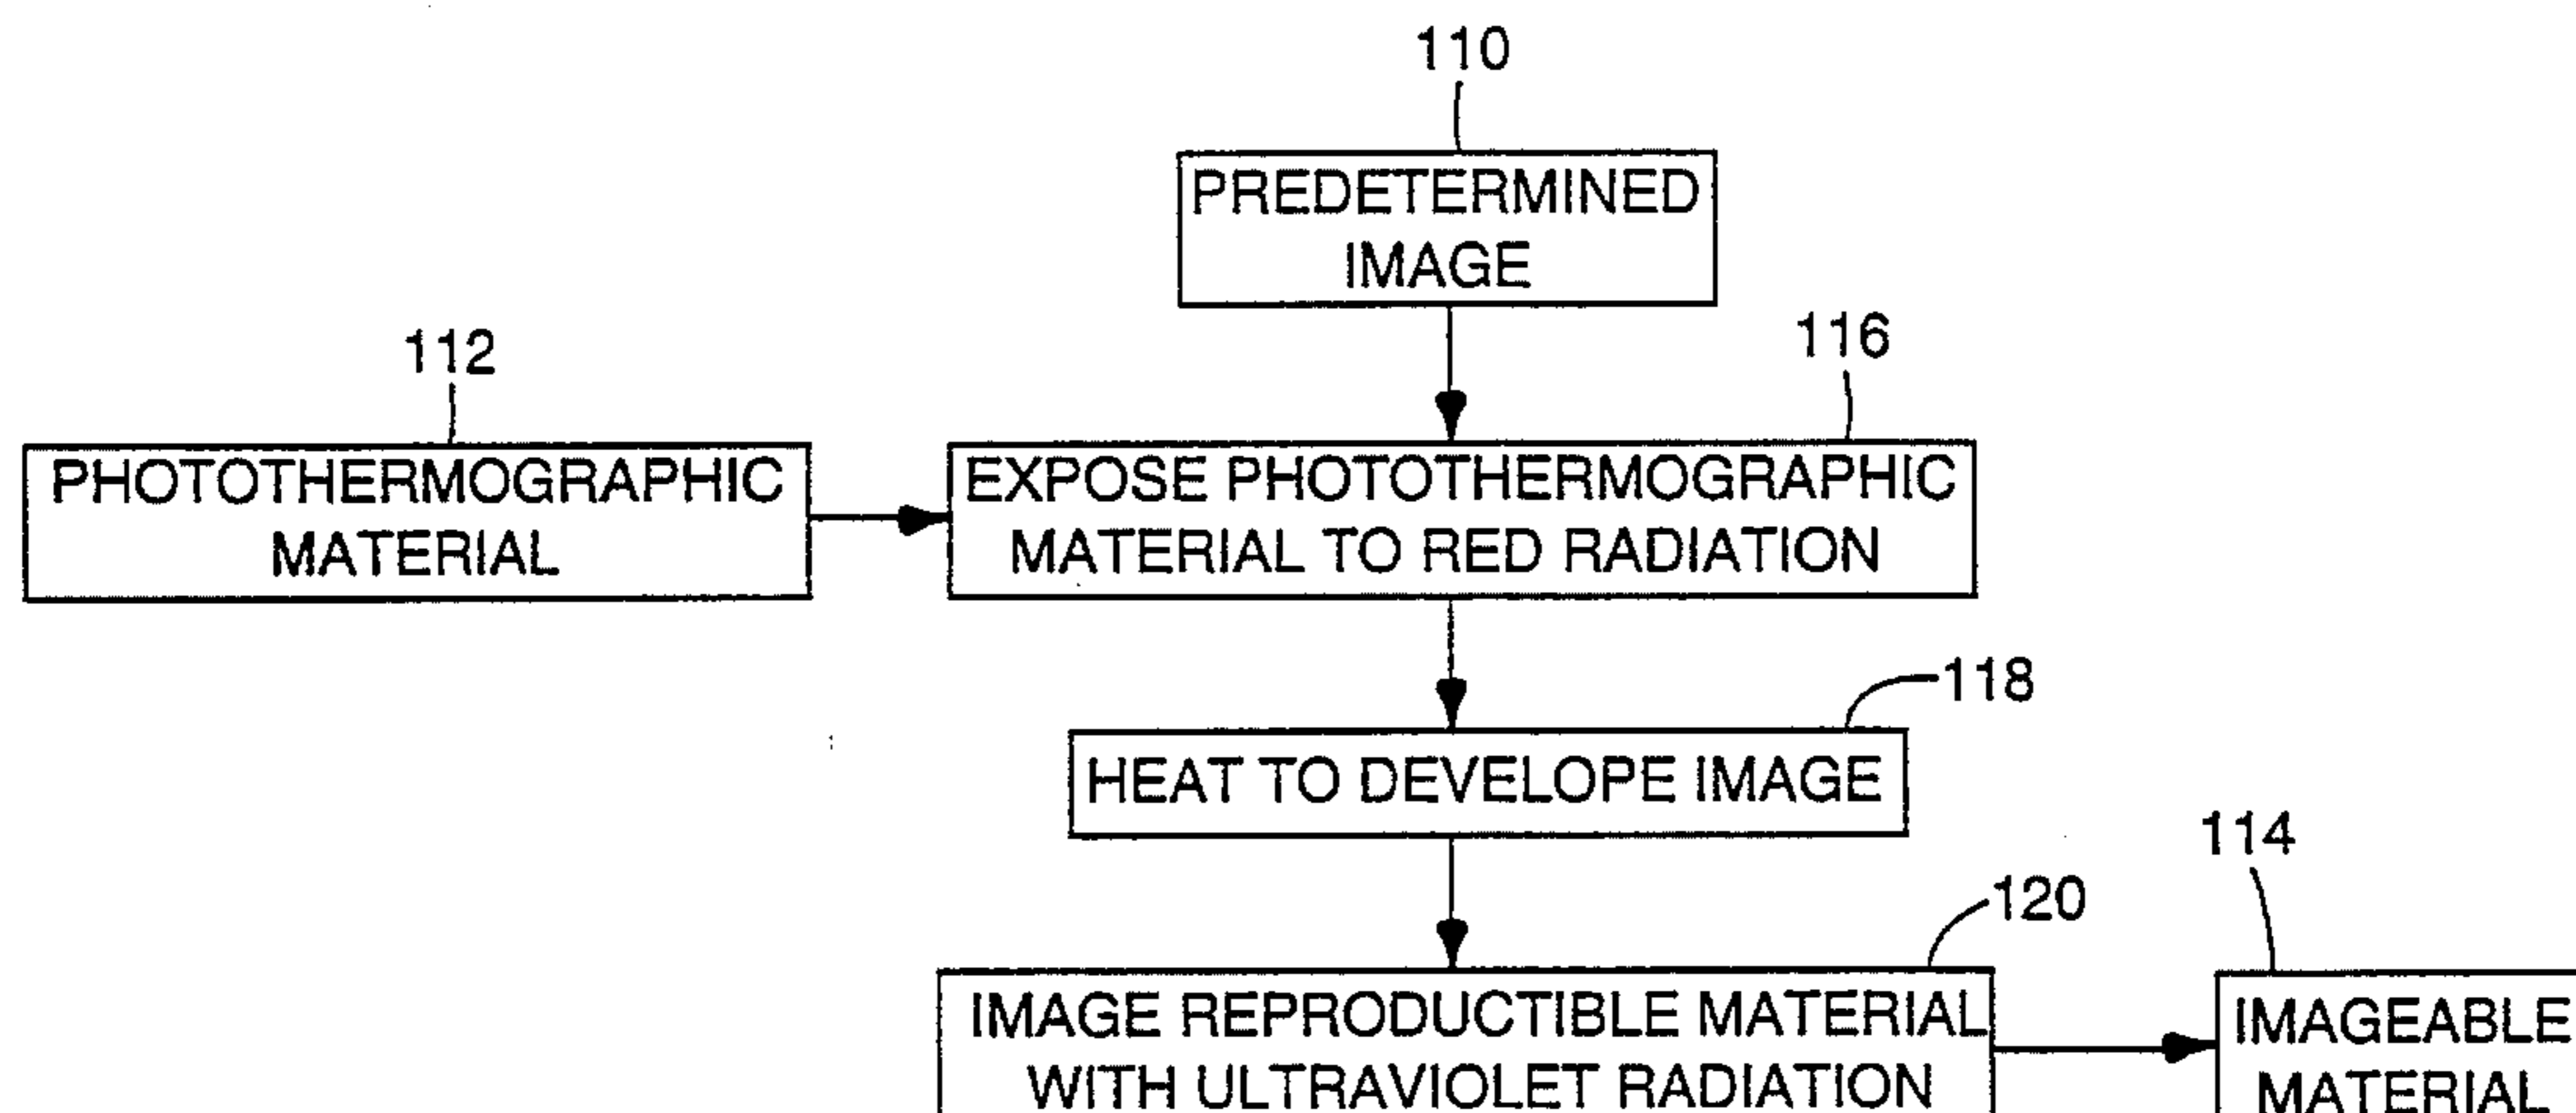 110
PREDETERMINED
IMAGE
112
116
PHOTOTHERMOGRAPHIC
MATERIAL
EXPOSE PHOTOTHERMOGRAPHIC
MATERIAL TO RED RADIATION
118
HEAT TO DEVELOPE IMAGE
114
120
IMAGE REPRODUCTIBLE MATERIAL
WITH ULTRAVIOLET RADIATION
IMAGEABLE
MATERIAL